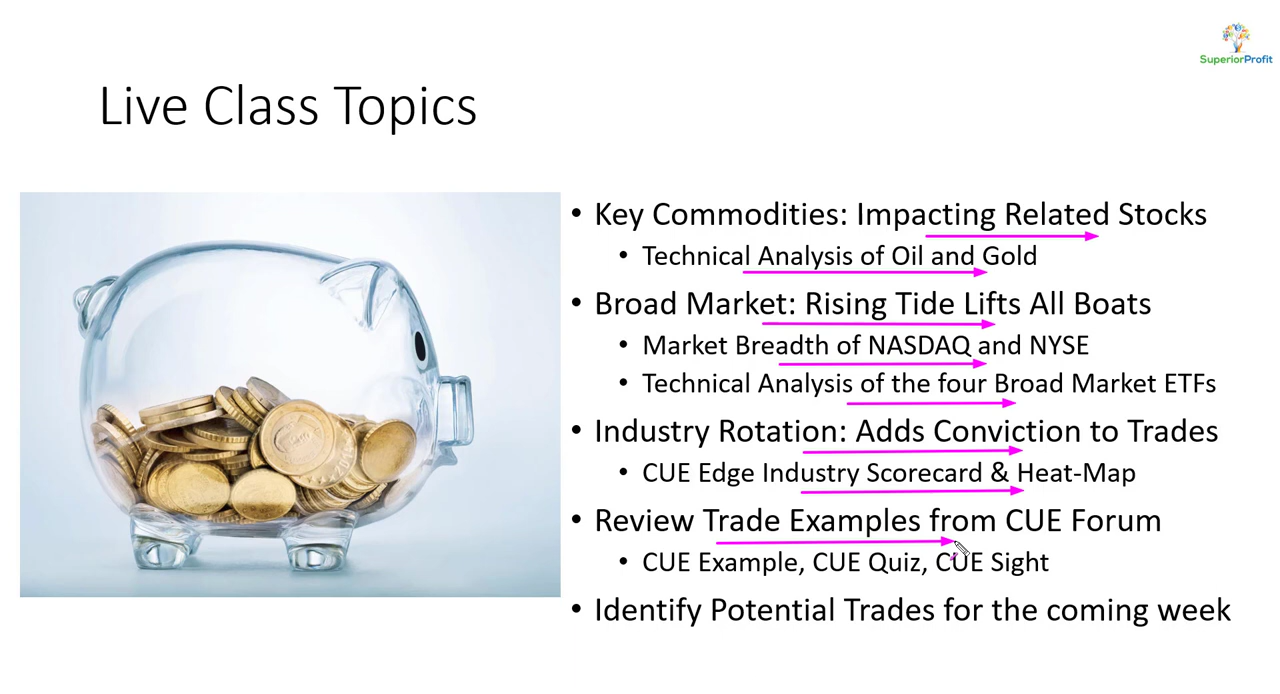 SuperiorProfit
Live Class Topics
• Key Commodities: Impacting Related Stocks
• Technical Analysis of Oil and Gold
• Broad Market: Rising Tide Lifts All Boats
• Market Breadth of NASDAQ and NYSE
• Technical Analysis of the four Broad Market ETFs
• Industry Rotation: Adds Conviction to Trades
• CUE Edge Industry Scorecard & Heat-Map
• Review Trade Examples from CUE Forum
• CUE Example, CUE Quiz, CUE Sight
• Identify Potential Trades for the coming week